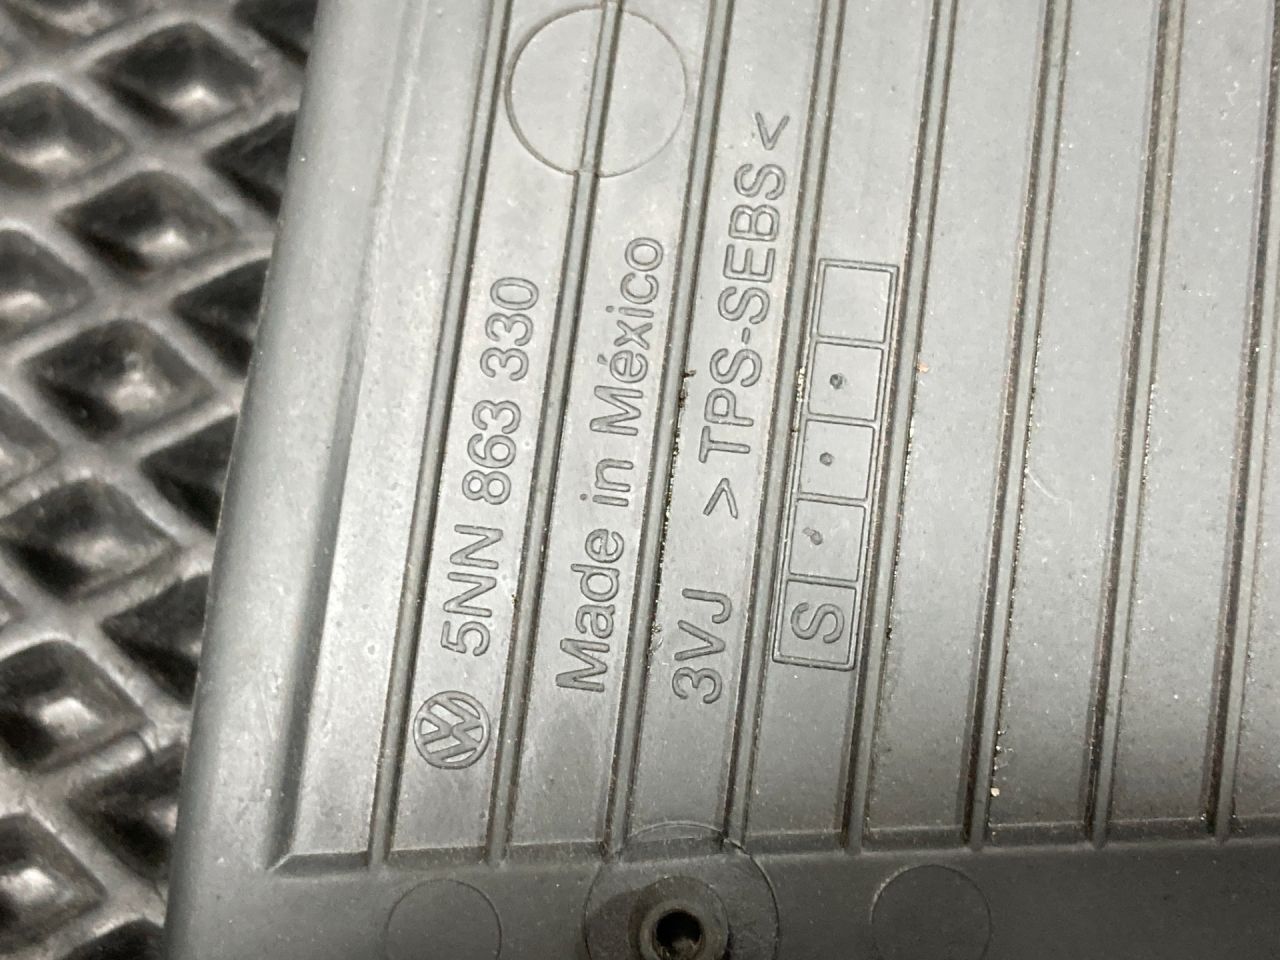 5NN 863 330
Made in México
3VJ >TPS-SEBS<
S